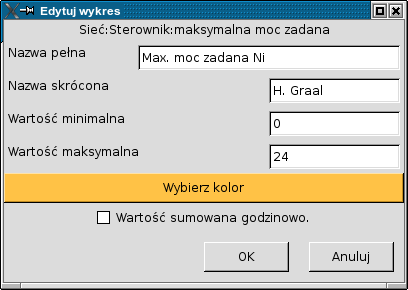 Edytuj wykres
Sieć:Sterownik:maksymalna moc zadana
Nazwa pełna Max. moc zadana Ni
Nazwa skrócona H. Graal
Wartość minimalna 0
Wartość maksymalna 24
Wybierz kolor
Wartość sumowana godzinowo.
OK Anuluj